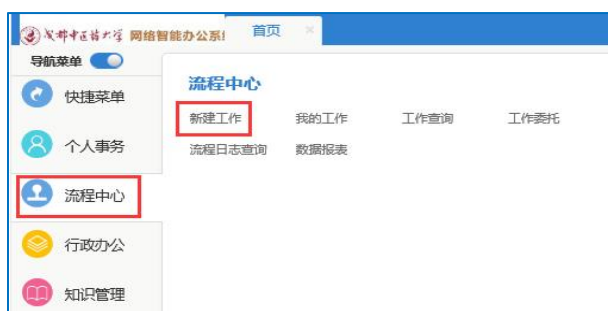 成都中医药大学 网络智能办公系统
首页 ×
导航菜单
快捷菜单
个人事务
流程中心
行政办公
知识管理
流程中心
新建工作 我的工作 工作查询 工作委托
流程日志查询 数据报表